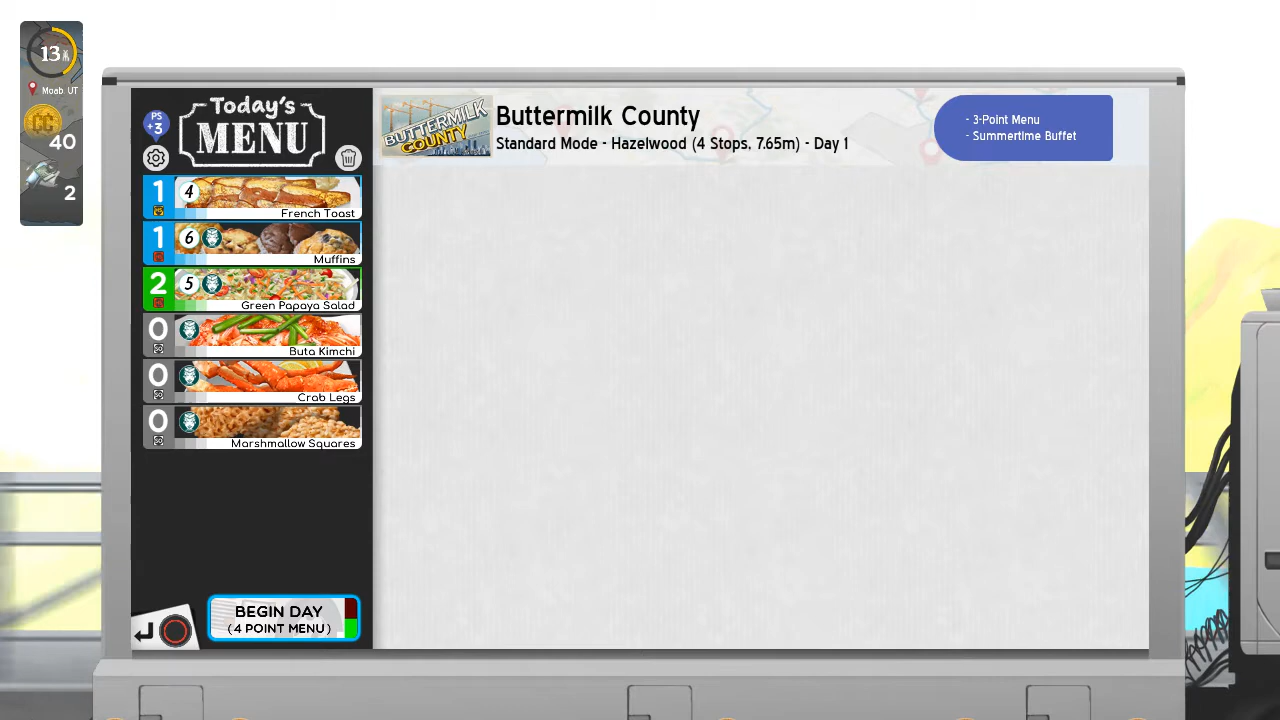 13
Moab, UT
CC
40
2
PS
+3
Today's
MENU
1
4
French Toast
1
6
Muffins
2
5
Green Papaya Salad
0
Buta Kimchi
0
Crab Legs
0
Marshmallow Squares
BEGIN DAY
(4 POINT MENU)
BUTTERMILK
COUNTY
Buttermilk County
Standard Mode - Hazelwood (4 Stops, 7.65m) - Day 1
- 3-Point Menu
- Summertime Buffet